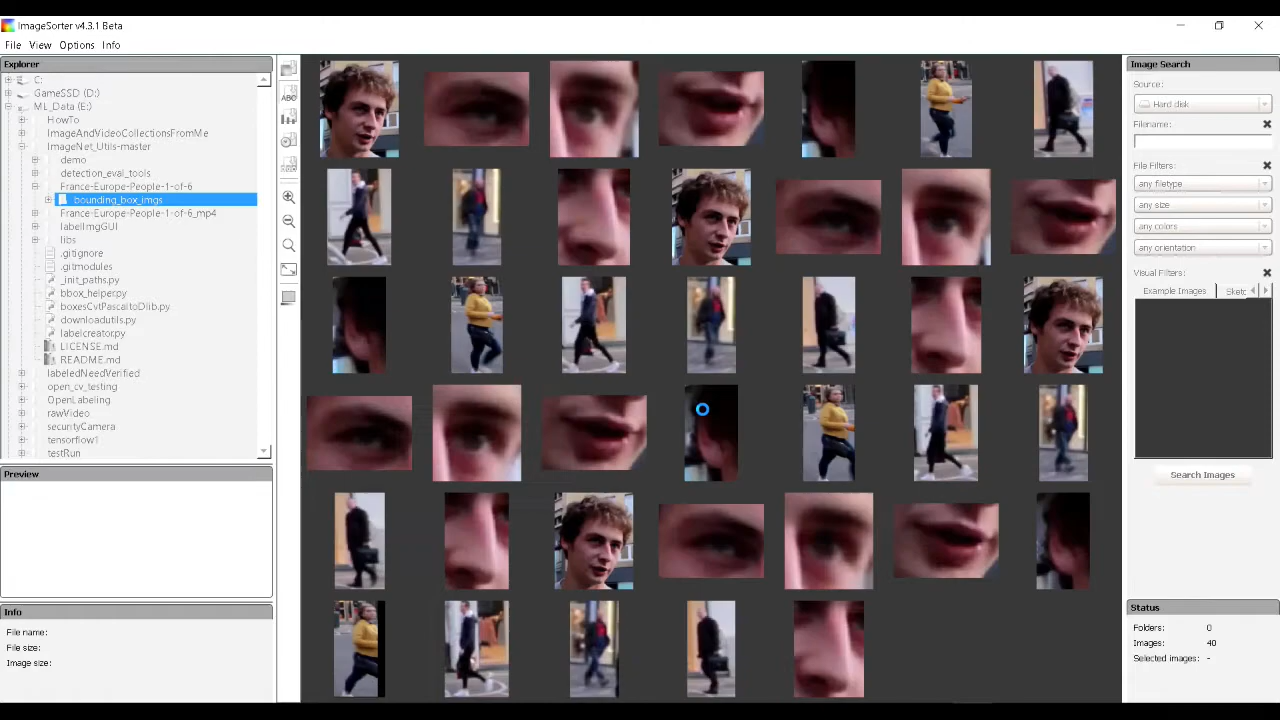 ImageSorter v4.3.1 Beta
File View Options Info
Explorer
C:
GameSSD (D:)
ML_Data (E:)
HowTo
ImageAndVideoCollectionsFromMe
ImageNet_Utils-master
demo
detection_eval_tools
France-Europe-People-1-of-6
bounding_box_imgs
France-Europe-People-1-of-6_mp4
labelImgGUI
libs
.gitignore
.gitmodules
_init_paths.py
bbox_helper.py
boxesCvtPascaltoDlib.py
downloadutils.py
labelcreator.py
LICENSE.md
README.md
labeledNeedVerified
open_cv_testing
OpenLabeling
rawVideo
securityCamera
tensorflow1
testRun
Preview
Info
File name:
File size:
Image size:
ABC
Image Search
Source:
Hard disk
Filename:
File Filters:
any filetype
any size
any colors
any orientation
Visual Filters:
Example Images Sketc
Search Images
Status
Folders: 0
Images: 40
Selected images: -